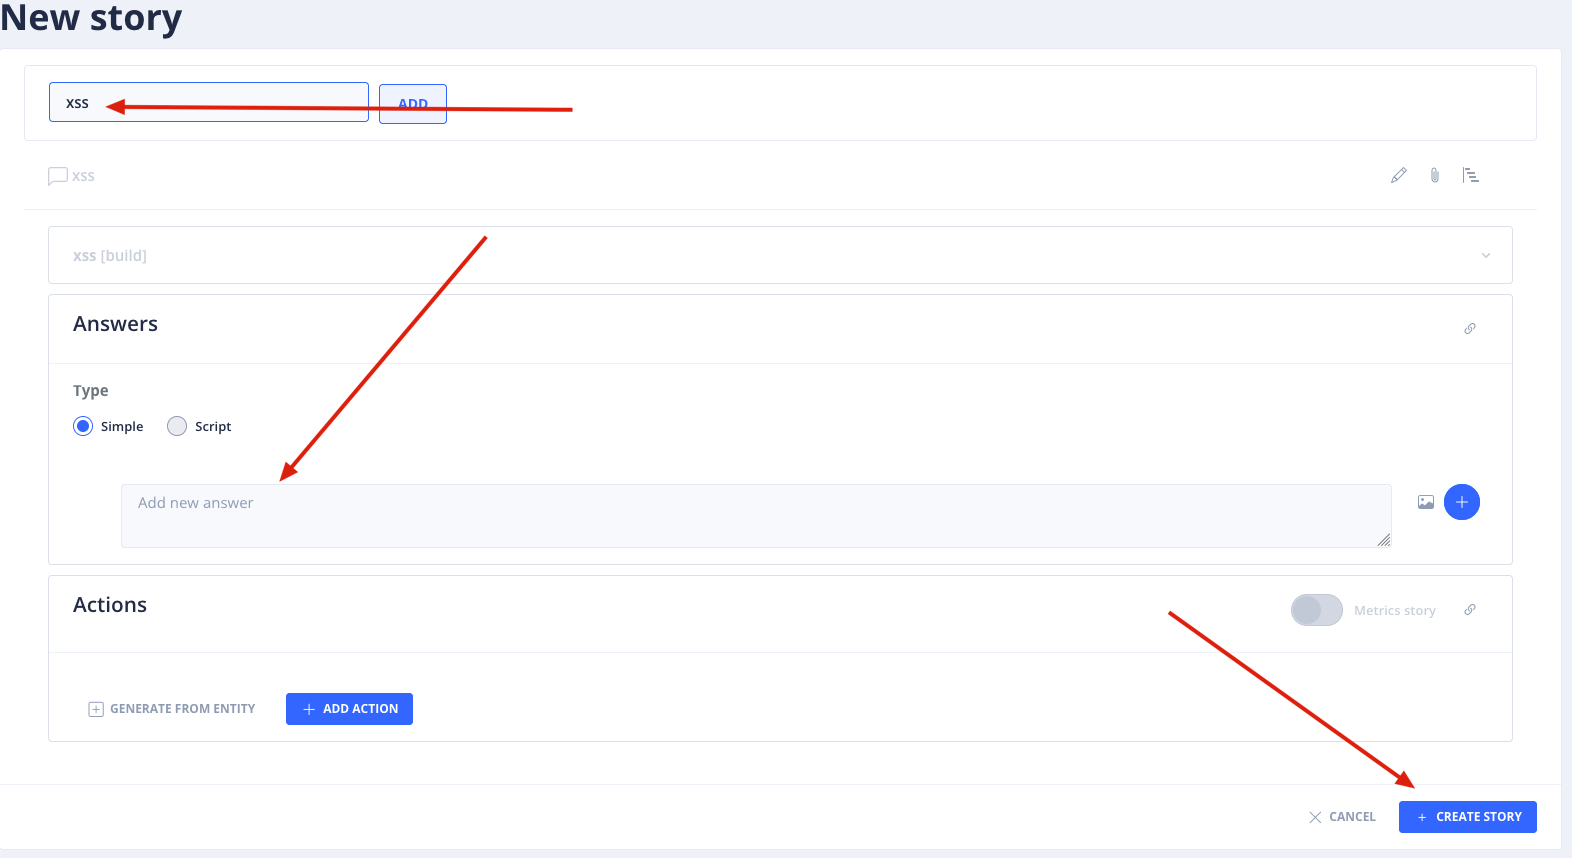 New story
xss
ADD
xss
xss [build]
Answers
Type
Simple Script
Add new answer
Actions
Metrics story
GENERATE FROM ENTITY
ADD ACTION
CANCEL
CREATE STORY